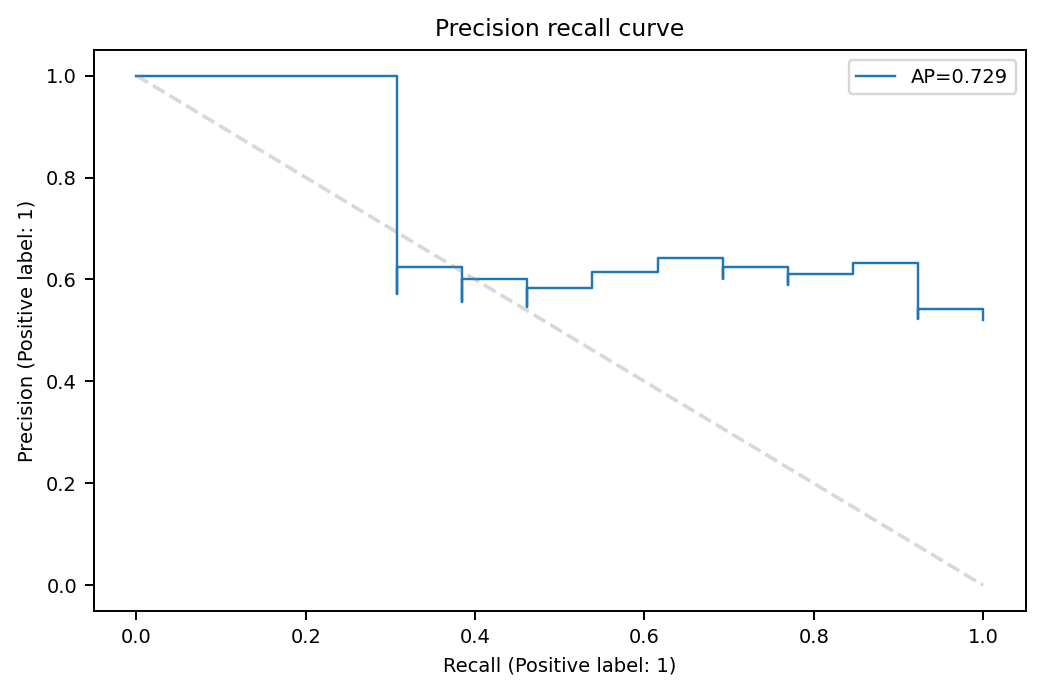 Precision recall curve
AP=0.729
1.0
0.8
0.6
0.4
0.2
0.0
Precision (Positive label: 1)
0.0 0.2 0.4 0.6 0.8 1.0
Recall (Positive label: 1)